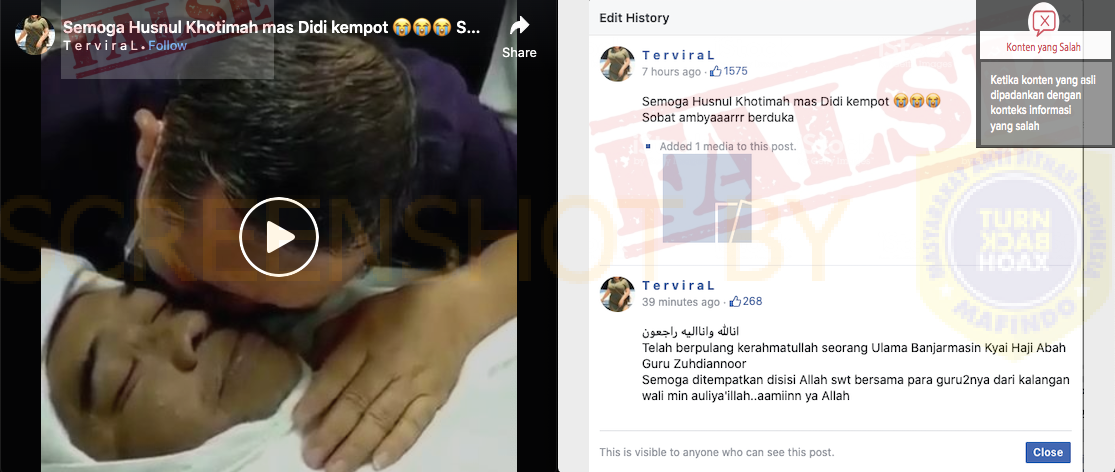 Semoga Husnul Khotimah mas Didi kempot 😭😭😭 S...
TerviraL • Follow
Share
FALSE
SCREENSHOT BY
Edit History
TerviraL
7 hours ago · 1575
Semoga Husnul Khotimah mas Didi kempot 😭😭😭
Sobat ambyaaarrr berduka
Added 1 media to this post.
FALSE
TerviraL
39 minutes ago · 268
اناللّه وانااليه راجعون
Telah berpulang kerahmatullah seorang Ulama Banjarmasin Kyai Haji Abah
Guru Zuhdiannoor
Semoga ditempatkan disisi Allah swt bersama para guru2nya dari kalangan
wali min auliya'illah..aamiinn ya Allah
This is visible to anyone who can see this post.
Close
Konten yang Salah
Ketika konten yang asli
dipadankan dengan
konteks informasi
yang salah
MASYARAKAT ANTI FITNAH INDONESIA
TURN
BACK
HOAX
MAFINDO